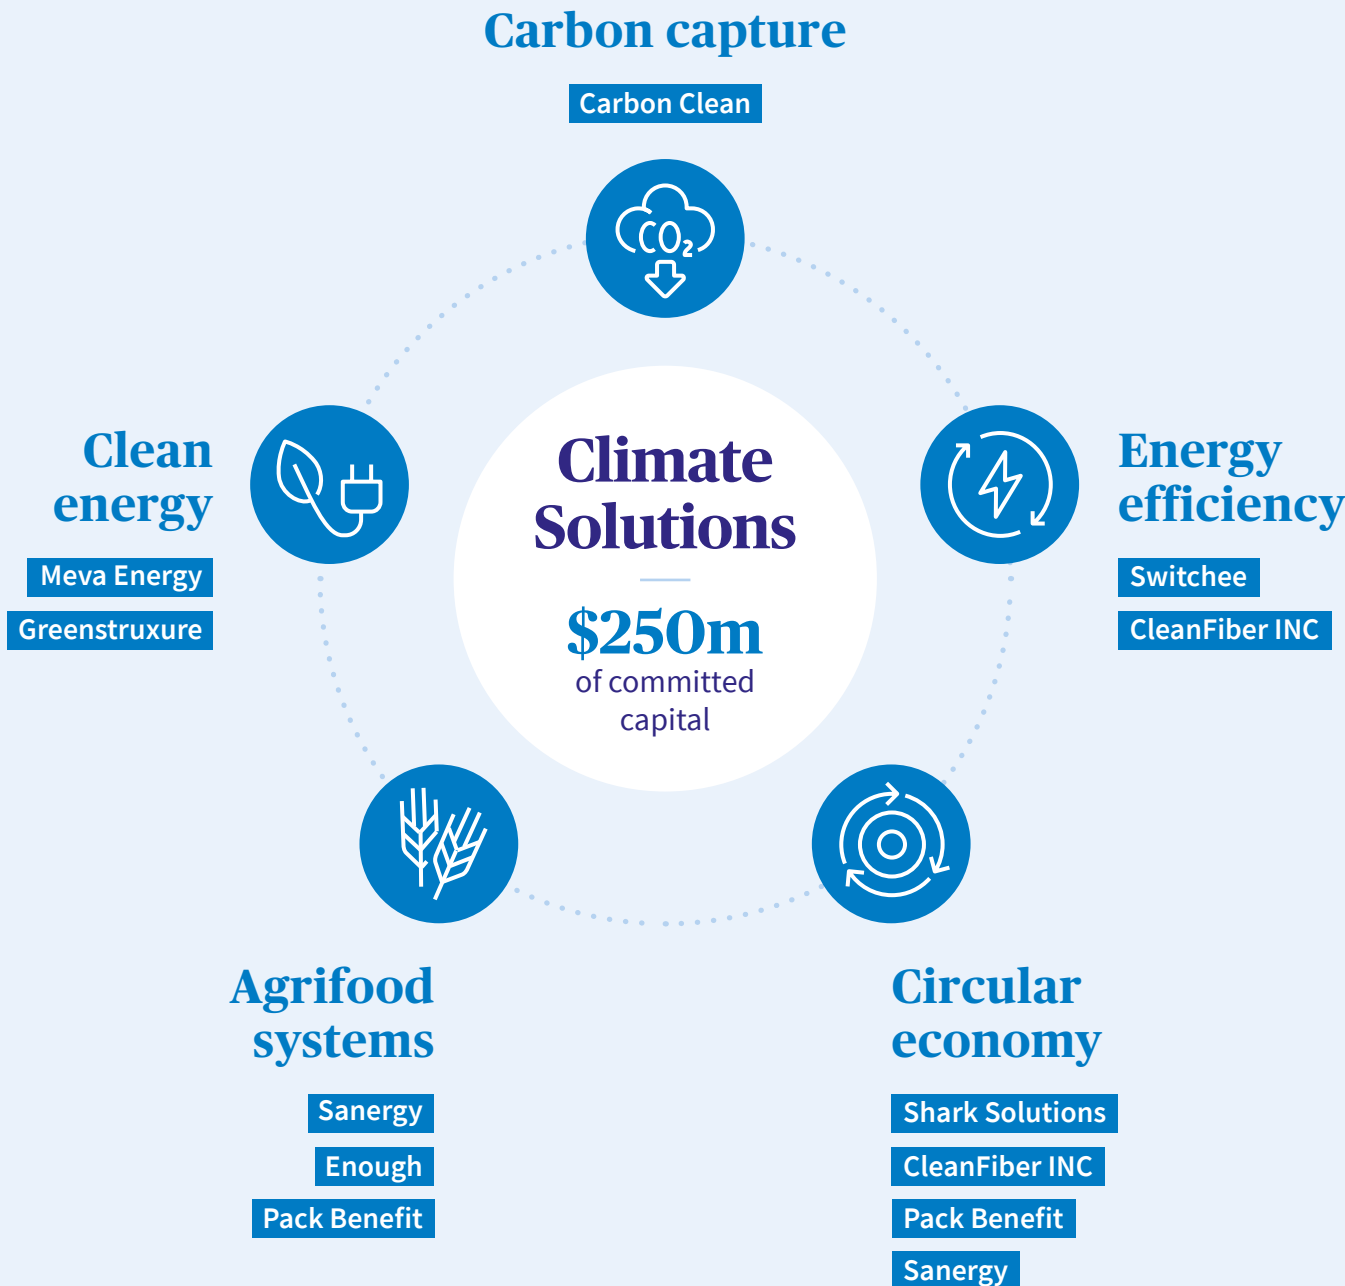 Carbon capture
Carbon Clean
CO₂
Clean
energy
Meva Energy
Greenstruxure
Climate
Solutions
$250m
of committed
capital
Energy
efficiency
Switchee
CleanFiber INC
Agrifood
systems
Sanergy
Enough
Pack Benefit
Circular
economy
Shark Solutions
CleanFiber INC
Pack Benefit
Sanergy